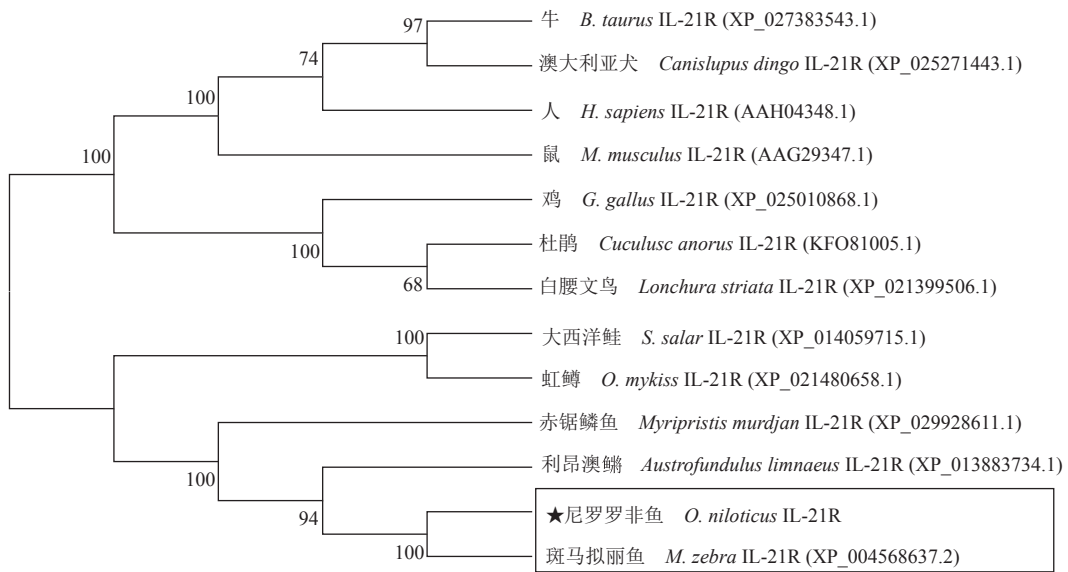 牛 B. taurus IL-21R (XP_027383543.1)
97
澳大利亚犬 Canislupus dingo IL-21R (XP_025271443.1)
74
人 H. sapiens IL-21R (AAH04348.1)
100
鼠 M. musculus IL-21R (AAG29347.1)
100
鸡 G. gallus IL-21R (XP_025010868.1)
100
杜鹃 Cuculusc anorus IL-21R (KFO81005.1)
68
白腰文鸟 Lonchura striata IL-21R (XP_021399506.1)
大西洋鲑 S. salar IL-21R (XP_014059715.1)
100
虹鳟 O. mykiss IL-21R (XP_021480658.1)
赤锯鳞鱼 Myripristis murdjan IL-21R (XP_029928611.1)
100
利昂澳鳉 Austrofundulus limnaeus IL-21R (XP_013883734.1)
94
★尼罗罗非鱼 O. niloticus IL-21R
100
斑马拟丽鱼 M. zebra IL-21R (XP_004568637.2)